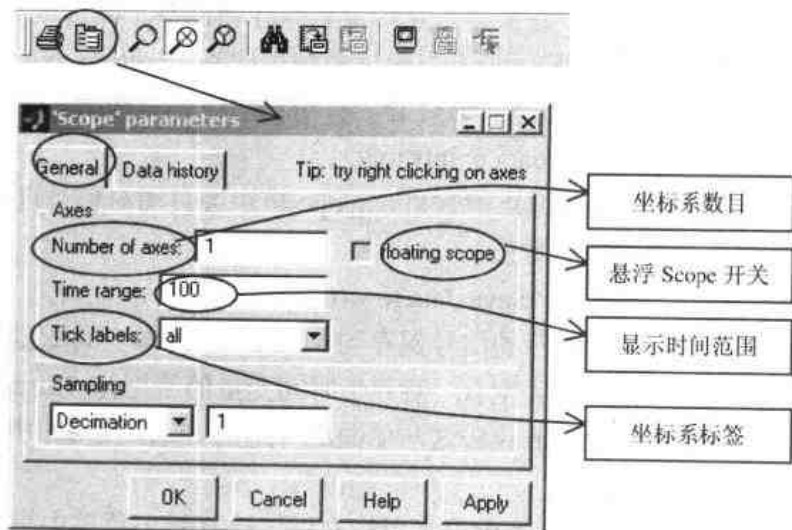 'Scope' parameters
General
Data history
Tip: try right clicking on axes
Axes
Number of axes: 1
floating scope
Time range: 100
Tick labels: all
Sampling
Decimation 1
OK
Cancel
Help
Apply
坐标系数目
悬浮 Scope 开关
显示时间范围
坐标系标签